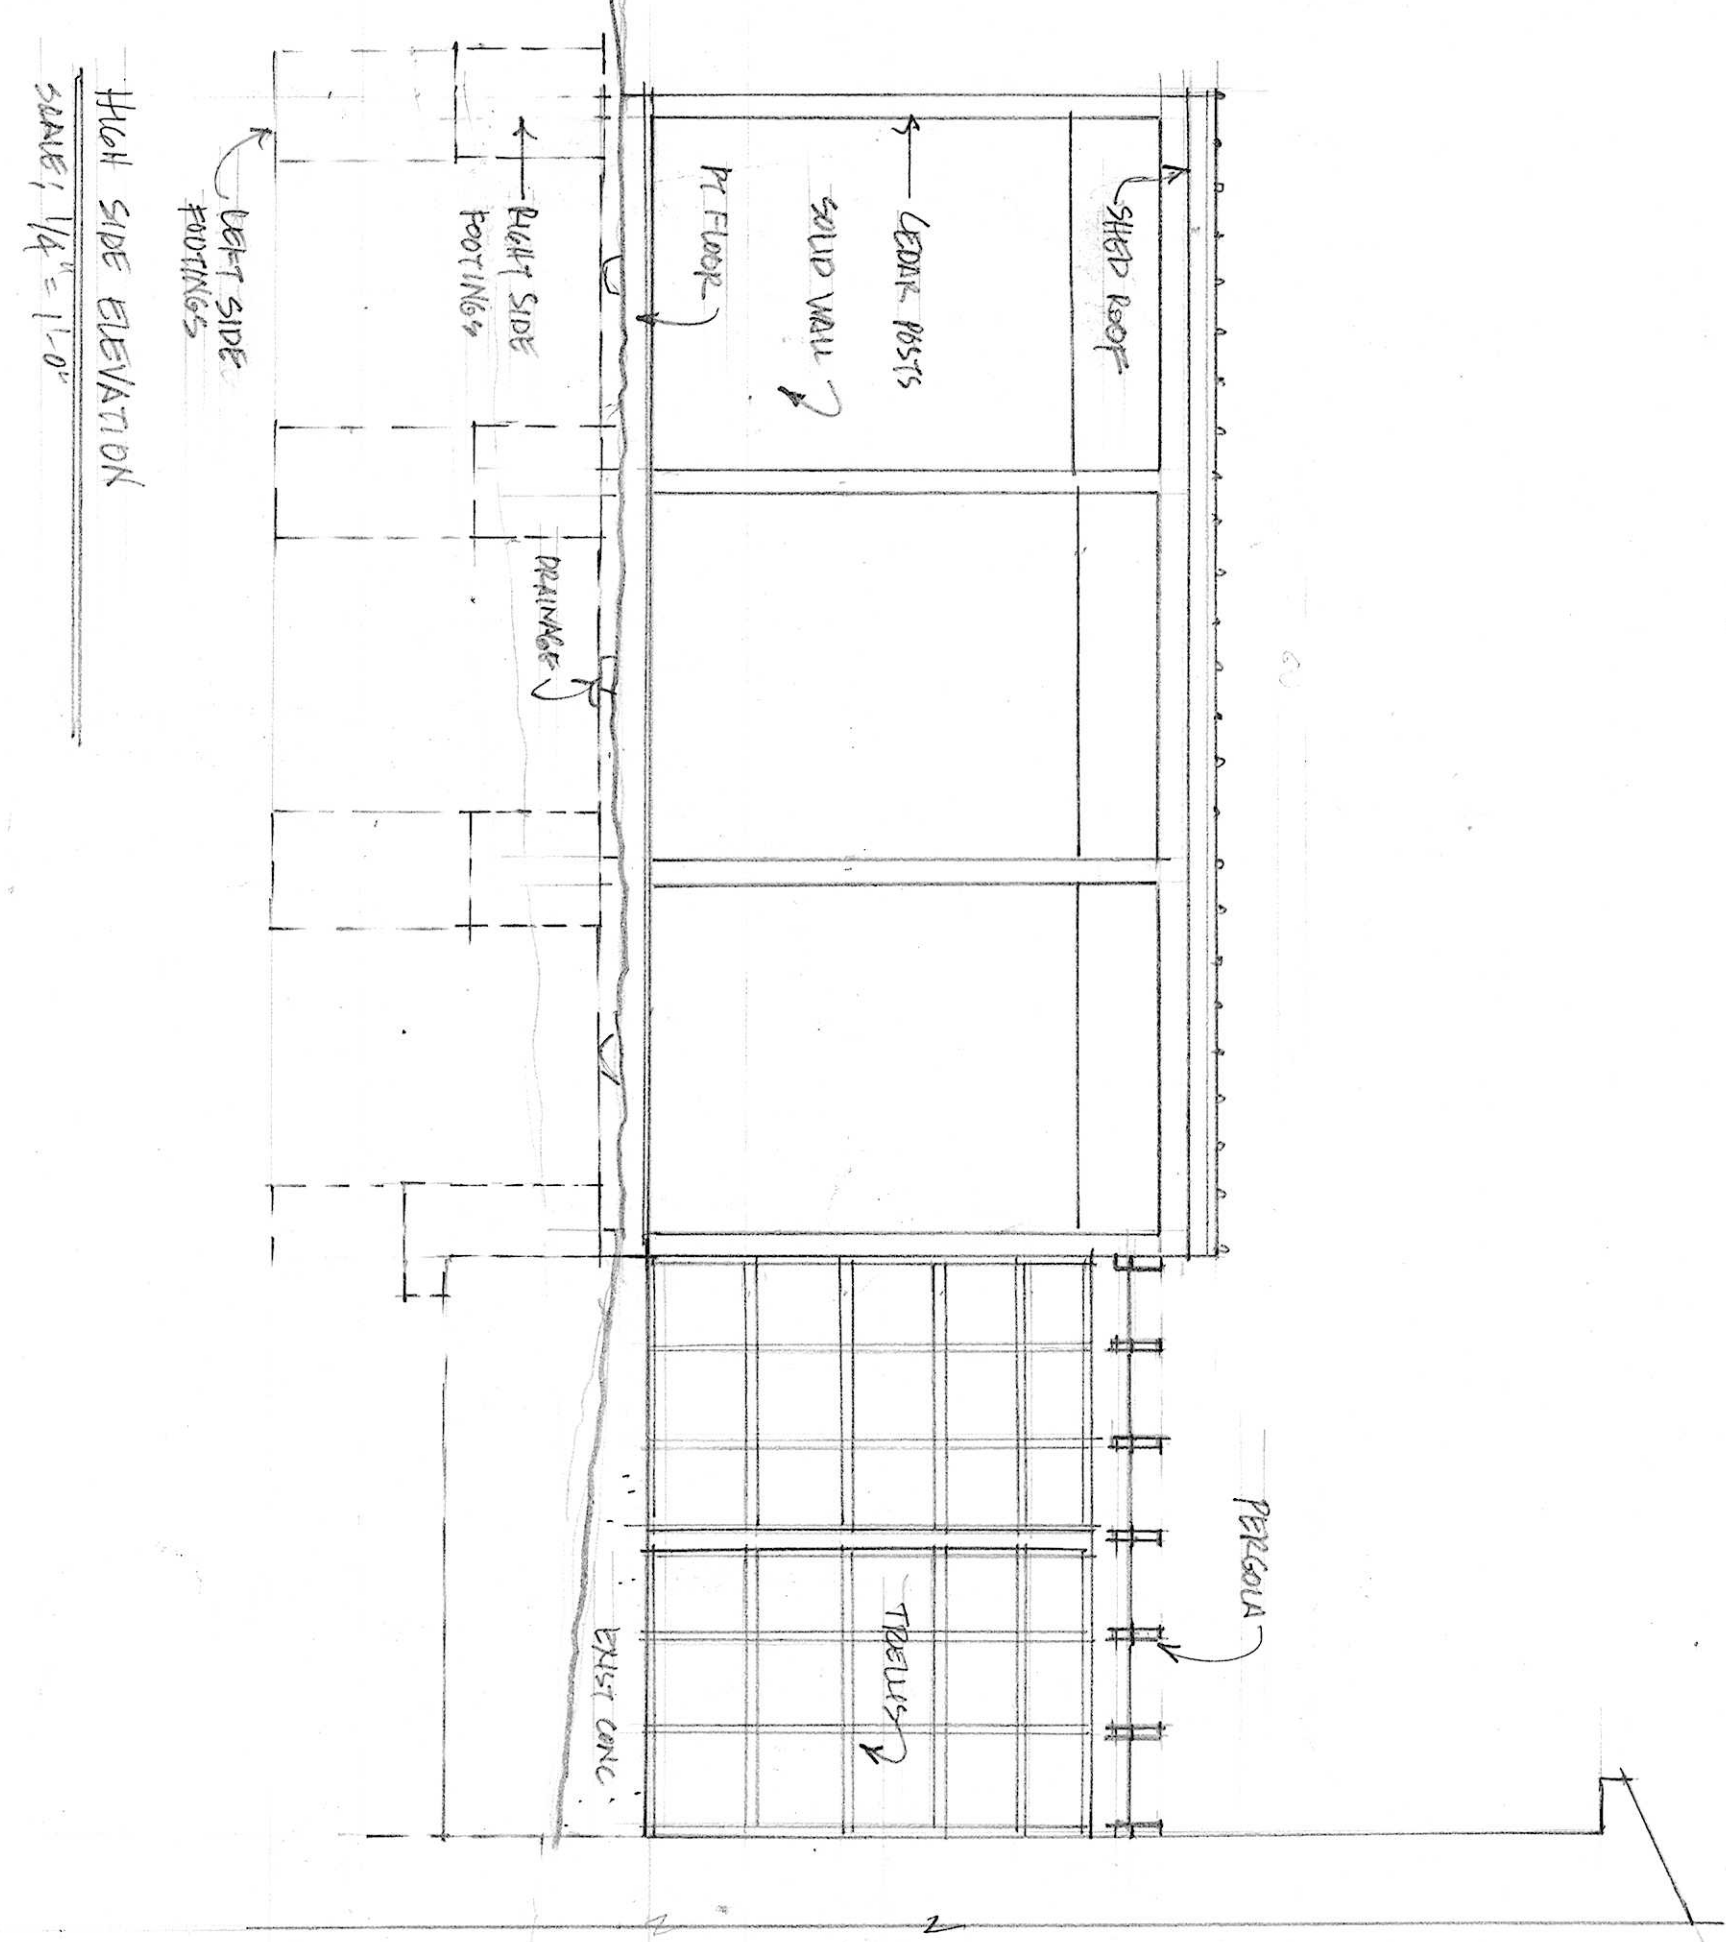 PERGOLA
SHED ROOF
CEDAR POSTS
SOLID WALL
TRELLIS
PT FLOOR
EXIST CONC
DRAINAGE
RIGHT SIDE
FOOTINGS
LEFT SIDE
FOOTINGS
HIGH SIDE ELEVATION
SCALE; 1/4" = 1'-0"